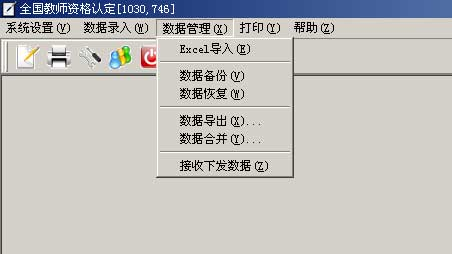 全国教师资格认定[1030,746]
系统设置(Y) 数据录入(W) 数据管理(X) 打印(U) 帮助(Z)
Excel导入(E)
数据备份(V)
数据恢复(W)
数据导出(X)...
数据合并(Y)...
接收下发数据(Z)